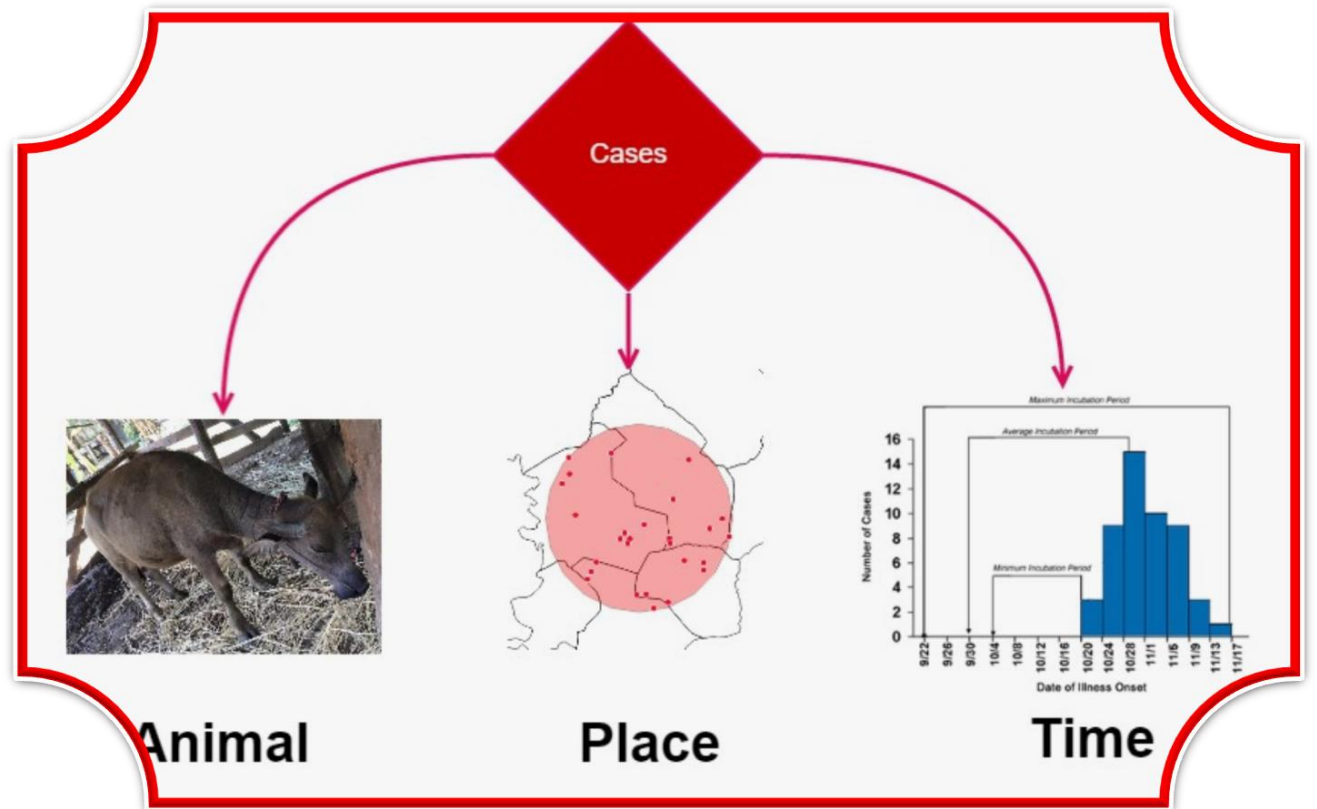 Cases
Maximum Incubation Period
Average Incubation Period
Minimum Incubation Period
Number of Cases
16
14
12
10
8
6
4
2
0
9/22
9/26
9/30
10/4
10/8
10/12
10/16
10/20
10/24
10/28
11/1
11/5
11/9
11/13
11/17
Date of Illness Onset
Animal
Place
Time